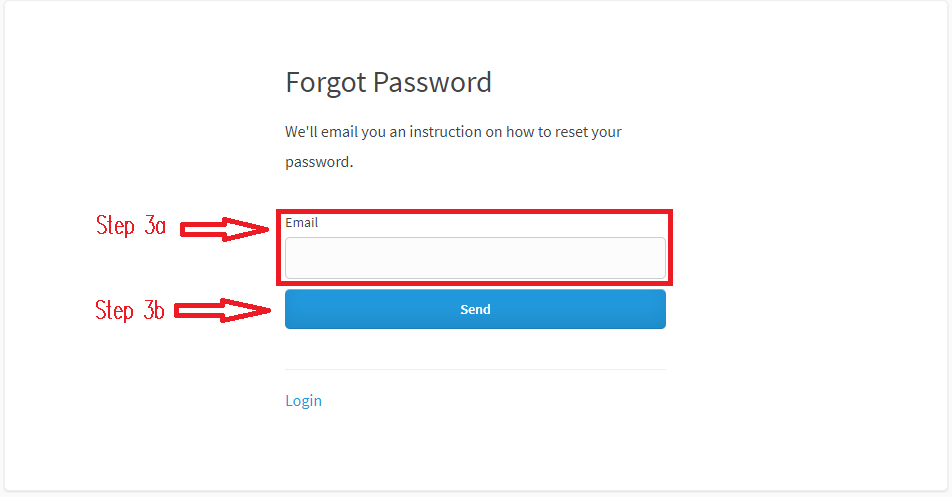 Forgot Password
We'll email you an instruction on how to reset your
password.
Step 3a
Email
Step 3b
Send
Login